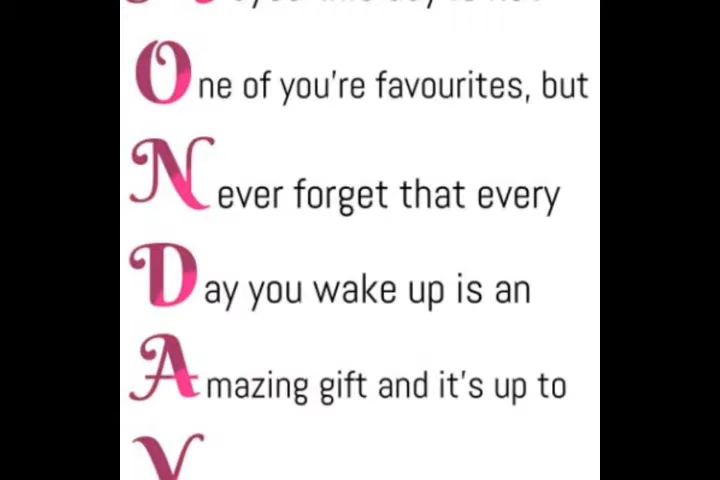 One of you're favourites, but
Never forget that every
Day you wake up is an
Amazing gift and it's up to
Y